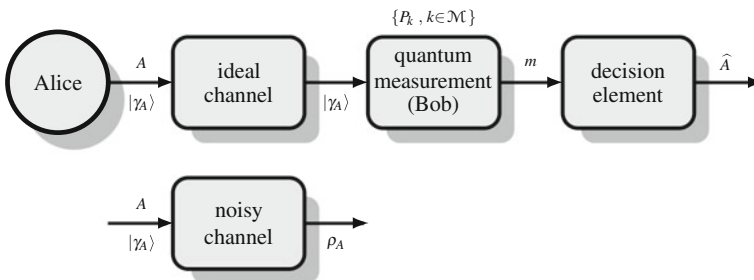 {P_k , k∈ℳ}
Alice
A
|γ_A⟩
ideal
channel
|γ_A⟩
quantum
measurement
(Bob)
m
decision
element
Â
A
|γ_A⟩
noisy
channel
ρ_A